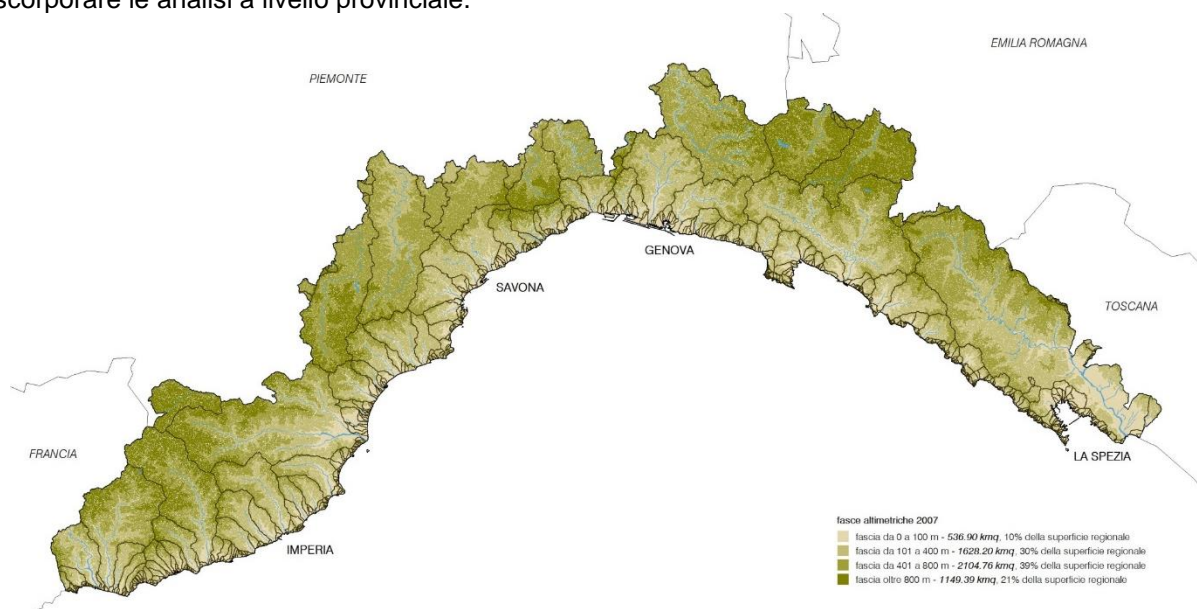 scorporare le analisi a livello provinciale.
EMILIA ROMAGNA
PIEMONTE
GENOVA
SAVONA
TOSCANA
FRANCIA
LA SPEZIA
IMPERIA
fasce altimetriche 2007
fascia da 0 a 100 m - 536.90 kmq, 10% della superficie regionale
fascia da 101 a 400 m - 1628.20 kmq, 30% della superficie regionale
fascia da 401 a 800 m - 2104.76 kmq, 39% della superficie regionale
fascia oltre 800 m - 1149.39 kmq, 21% della superficie regionale